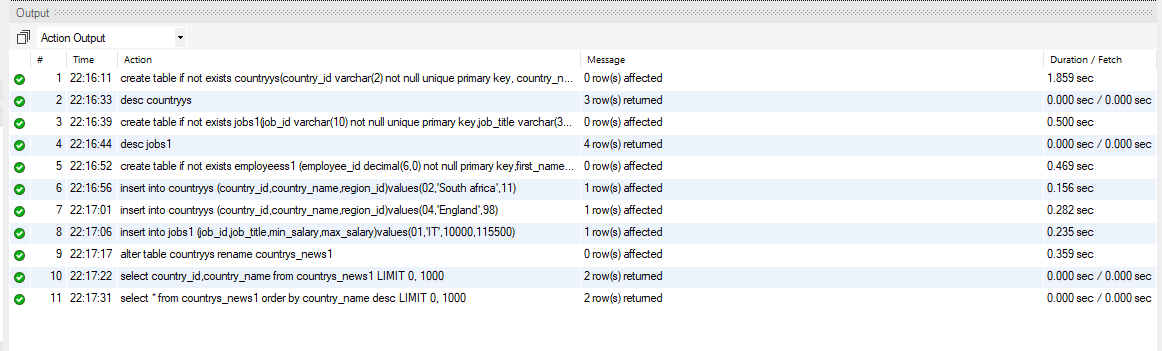 Output
Action Output
# Time Action Message Duration / Fetch
1 22:16:11 create table if not exists countryys(country_id varchar(2) not null unique primary key, country_n... 0 row(s) affected 1.859 sec
2 22:16:33 desc countryys 3 row(s) returned 0.000 sec / 0.000 sec
3 22:16:39 create table if not exists jobs1(job_id varchar(10) not null unique primary key,job_title varchar(3... 0 row(s) affected 0.500 sec
4 22:16:44 desc jobs1 4 row(s) returned 0.000 sec / 0.000 sec
5 22:16:52 create table if not exists employeess1 (employee_id decimal(6,0) not null primary key,first_name... 0 row(s) affected 0.469 sec
6 22:16:56 insert into countryys (country_id,country_name,region_id)values(02,'South africa',11) 1 row(s) affected 0.156 sec
7 22:17:01 insert into countryys (country_id,country_name,region_id)values(04,'England',98) 1 row(s) affected 0.282 sec
8 22:17:06 insert into jobs1 (job_id,job_title,min_salary,max_salary)values(01,'IT',10000,115500) 1 row(s) affected 0.235 sec
9 22:17:17 alter table countryys rename countrys_news1 0 row(s) affected 0.359 sec
10 22:17:22 select country_id,country_name from countrys_news1 LIMIT 0, 1000 2 row(s) returned 0.000 sec / 0.000 sec
11 22:17:31 select * from countrys_news1 order by country_name desc LIMIT 0, 1000 2 row(s) returned 0.000 sec / 0.000 sec